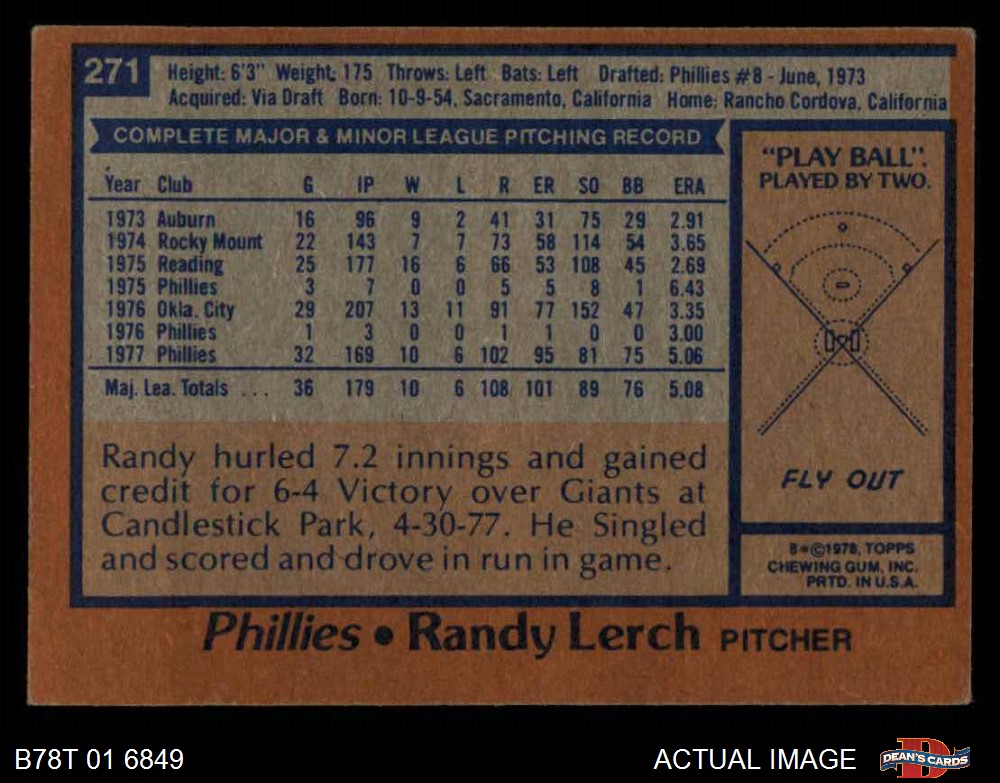 271
Height: 6'3" Weight: 175 Throws: Left Bats: Left Drafted: Phillies #8 - June, 1973
Acquired: Via Draft Born: 10-9-54, Sacramento, California Home: Rancho Cordova, California
COMPLETE MAJOR & MINOR LEAGUE PITCHING RECORD
Year Club G IP W L R ER SO BB ERA
1973 Auburn 16 96 9 2 41 31 75 29 2.91
1974 Rocky Mount 22 143 7 7 73 58 114 54 3.65
1975 Reading 25 177 16 6 66 53 108 45 2.69
1975 Phillies 3 7 0 0 5 5 8 1 6.43
1976 Okla. City 29 207 13 11 91 77 152 47 3.35
1976 Phillies 1 3 0 0 1 1 0 0 3.00
1977 Phillies 32 169 10 6 102 95 81 75 5.06
Maj. Lea. Totals ... 36 179 10 6 108 101 89 76 5.08
Randy hurled 7.2 innings and gained
credit for 6-4 Victory over Giants at
Candlestick Park, 4-30-77. He Singled
and scored and drove in run in game.
"PLAY BALL".
PLAYED BY TWO.
FLY OUT
8*©1978, TOPPS
CHEWING GUM, INC.
PRTD. IN U.S.A.
Phillies • Randy Lerch PITCHER
B78T 01 6849
ACTUAL IMAGE
D
DEAN'S CARDS